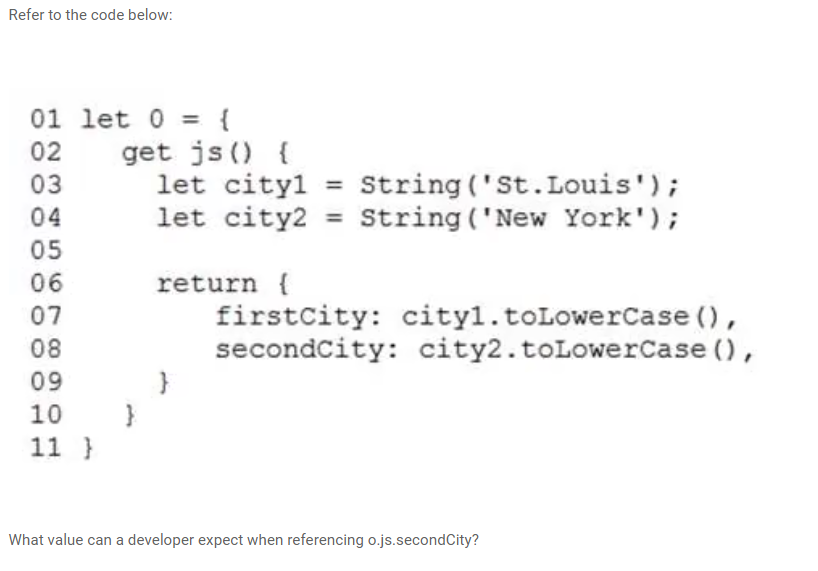 Refer to the code below:
01 let 0 = {
02 get js() {
03 let city1 = String('St.Louis');
04 let city2 = String('New York');
05
06 return {
07 firstCity: city1.toLowerCase(),
08 secondCity: city2.toLowerCase(),
09 }
10 }
11 }
What value can a developer expect when referencing o.js.secondCity?